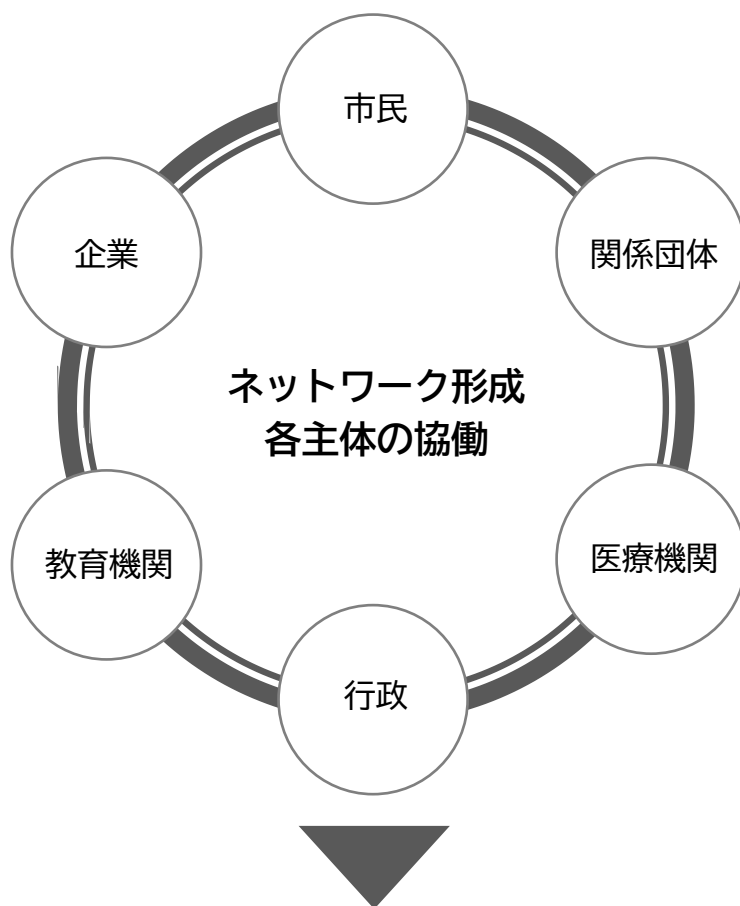 市民
企業
関係団体
ネットワーク形成
各主体の協働
教育機関
医療機関
行政